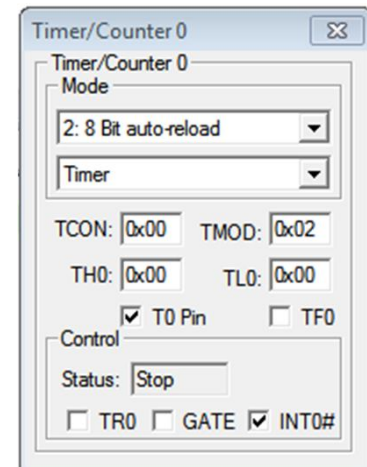 Timer/Counter 0
Timer/Counter 0
Mode
2: 8 Bit auto-reload
Timer
TCON: 0x00 TMOD: 0x02
TH0: 0x00 TL0: 0x00
T0 Pin TF0
Control
Status: Stop
TR0 GATE INT0#